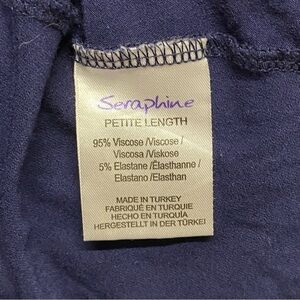 Seraphine
PETITE LENGTH
95% Viscose /Viscose /
Viscosa /Viskose
5% Elastane /Élasthanne /
Elastano /Elasthan
MADE IN TURKEY
FABRIQUÉ EN TURQUIE
HECHO EN TURQUÍA
HERGESTELLT IN DER TÜRKEI